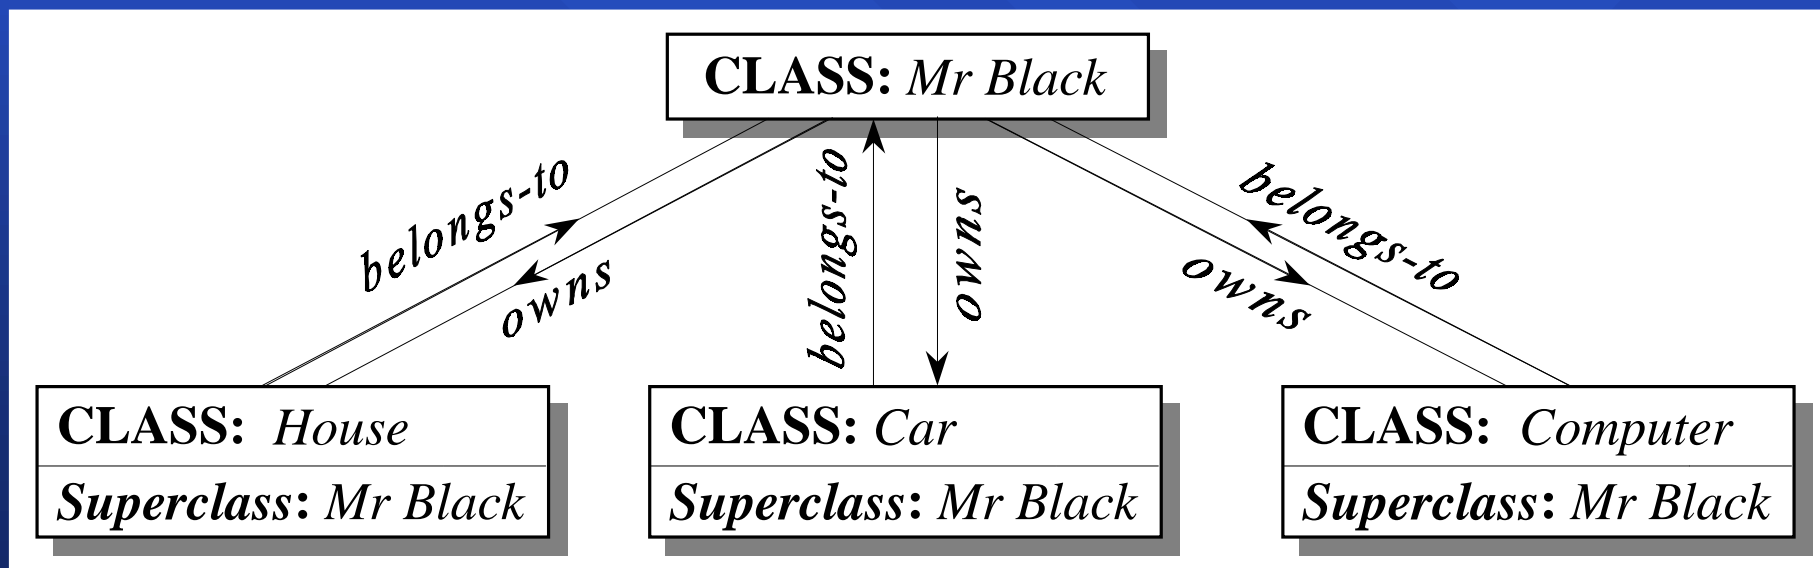 CLASS: Mr Black
belongs-to
owns
belongs-to
owns
belongs-to
owns
CLASS: House
Superclass: Mr Black
CLASS: Car
Superclass: Mr Black
CLASS: Computer
Superclass: Mr Black